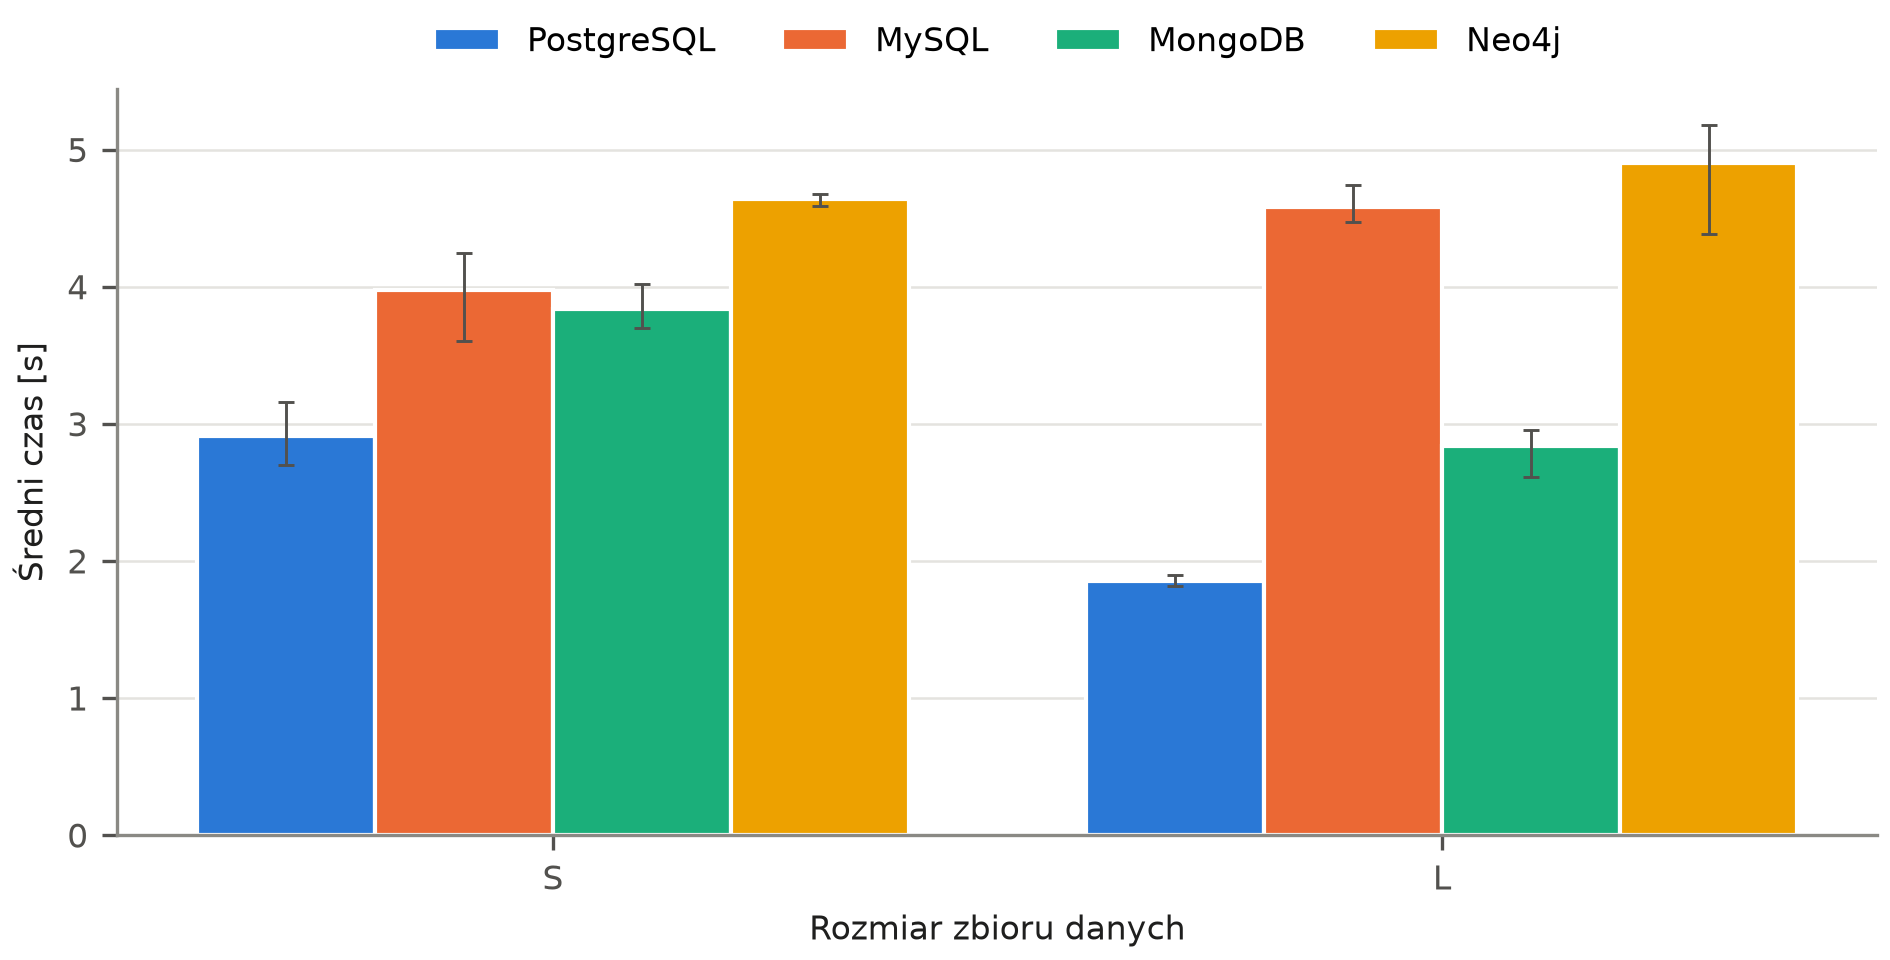 PostgreSQL MySQL MongoDB Neo4j
Średni czas [s]
5
4
3
2
1
0
S L
Rozmiar zbioru danych